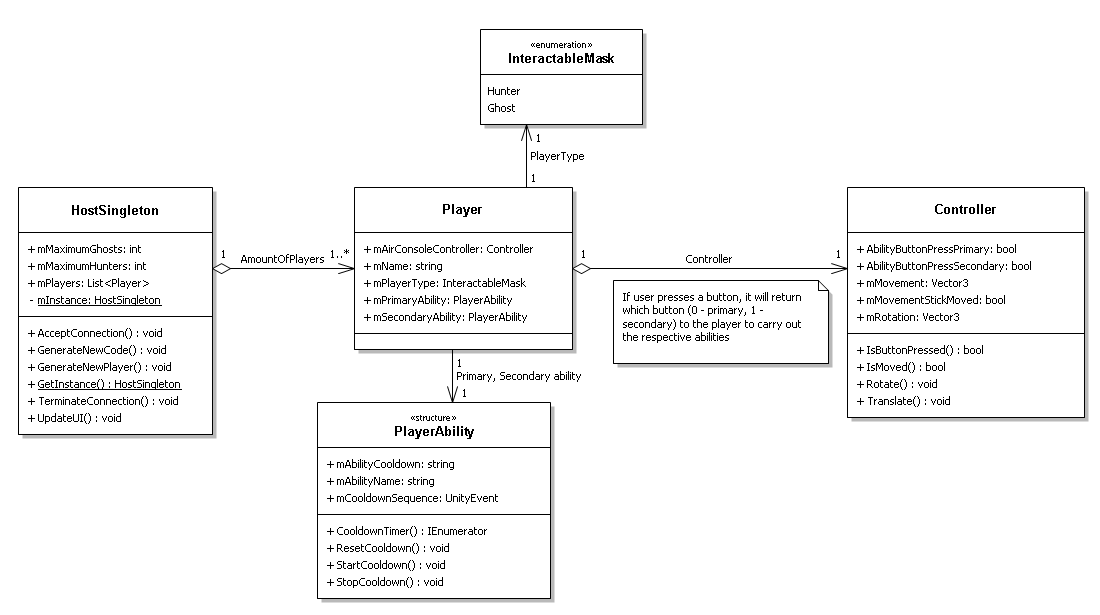 «enumeration»
InteractableMask
Hunter
Ghost
1
PlayerType
1
HostSingleton
+ mMaximumGhosts: int
+ mMaximumHunters: int
+ mPlayers: List<Player>
- mInstance: HostSingleton
+ AcceptConnection() : void
+ GenerateNewCode() : void
+ GenerateNewPlayer() : void
+ GetInstance() : HostSingleton
+ TerminateConnection() : void
+ UpdateUI() : void
1
AmountOfPlayers
1..*
Player
+ mAirConsoleController: Controller
+ mName: string
+ mPlayerType: InteractableMask
+ mPrimaryAbility: PlayerAbility
+ mSecondaryAbility: PlayerAbility
1
Controller
1
If user presses a button, it will return
which button (0 - primary, 1 -
secondary) to the player to carry out
the respective abilities
Controller
+ AbilityButtonPressPrimary: bool
+ AbilityButtonPressSecondary: bool
+ mMovement: Vector3
+ mMovementStickMoved: bool
+ mRotation: Vector3
+ IsButtonPressed() : bool
+ IsMoved() : bool
+ Rotate() : void
+ Translate() : void
1
Primary, Secondary ability
1
«structure»
PlayerAbility
+ mAbilityCooldown: string
+ mAbilityName: string
+ mCooldownSequence: UnityEvent
+ CooldownTimer() : IEnumerator
+ ResetCooldown() : void
+ StartCooldown() : void
+ StopCooldown() : void